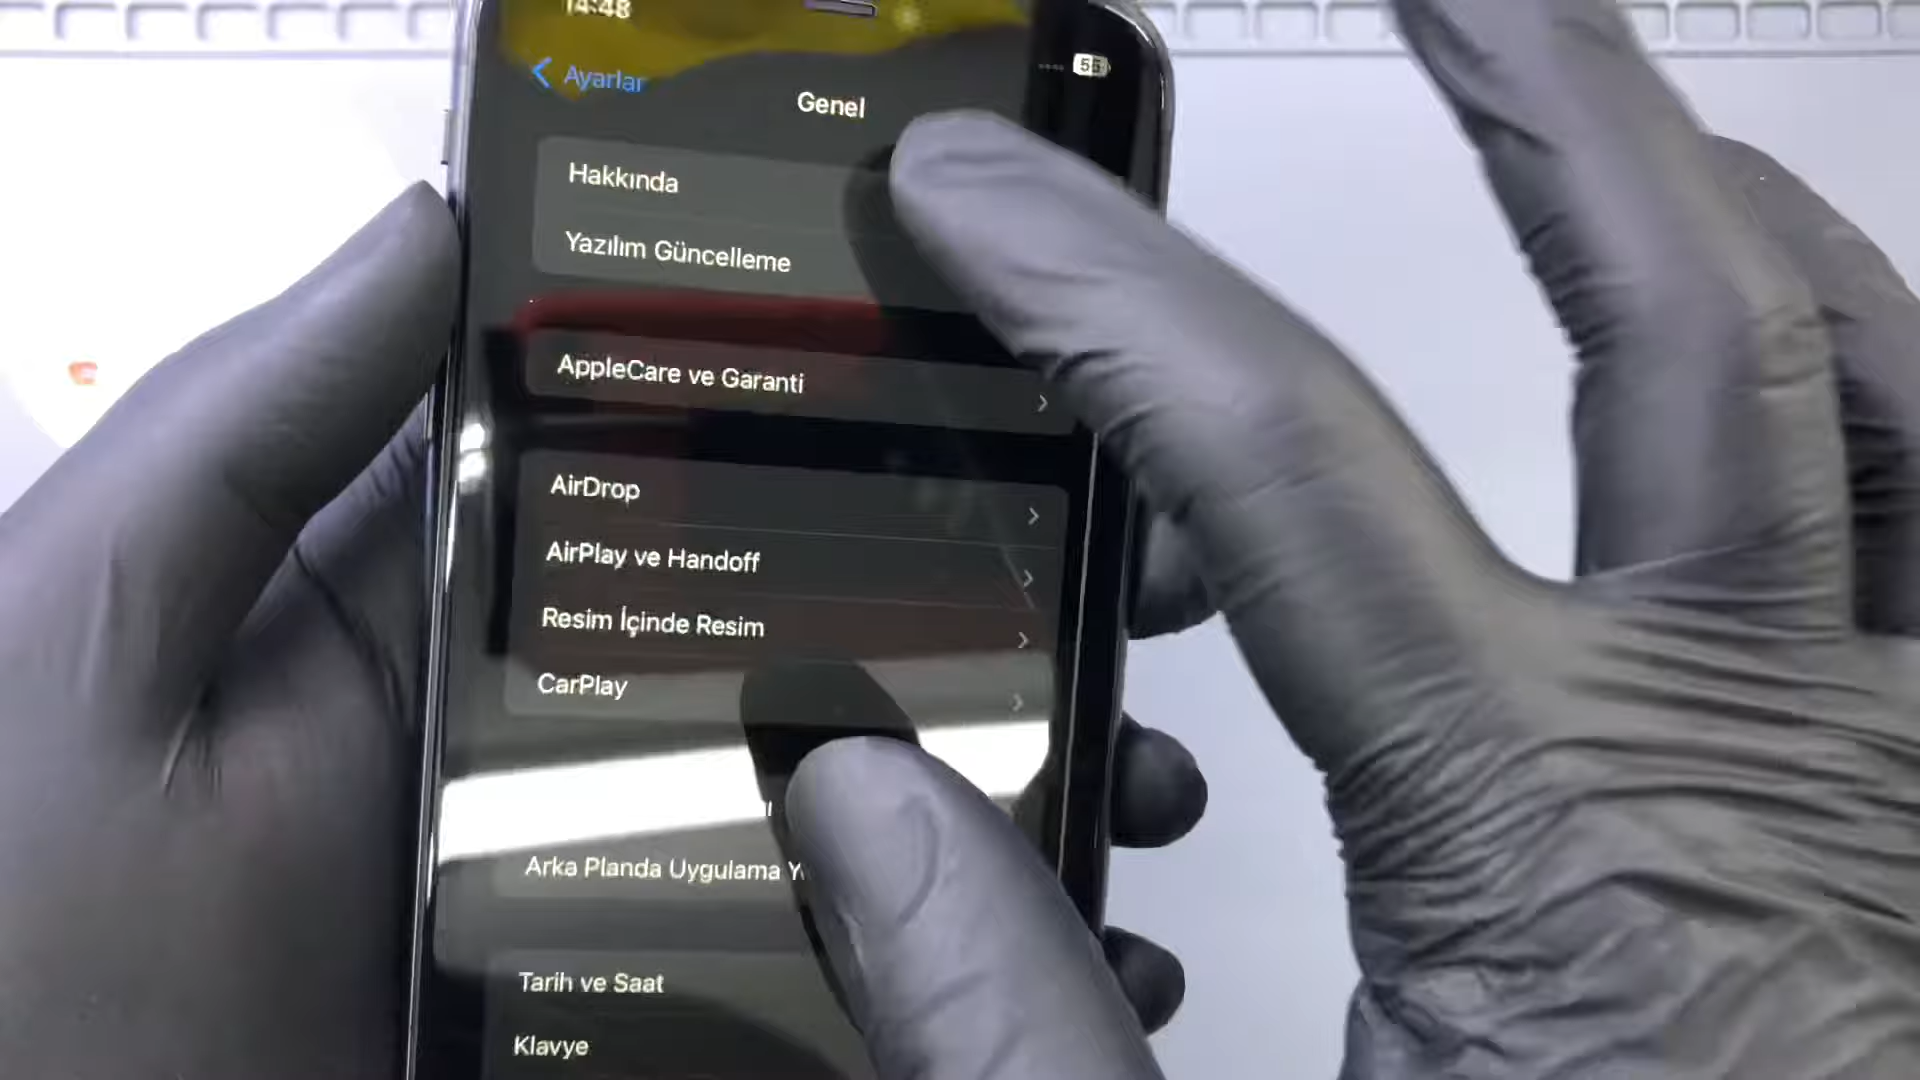 14:48
55
Ayarlar
Genel
Hakkında
Yazılım Güncelleme
AppleCare ve Garanti
AirDrop
AirPlay ve Handoff
Resim İçinde Resim
CarPlay
Arka Planda Uygulama
Tarih ve Saat
Klavye